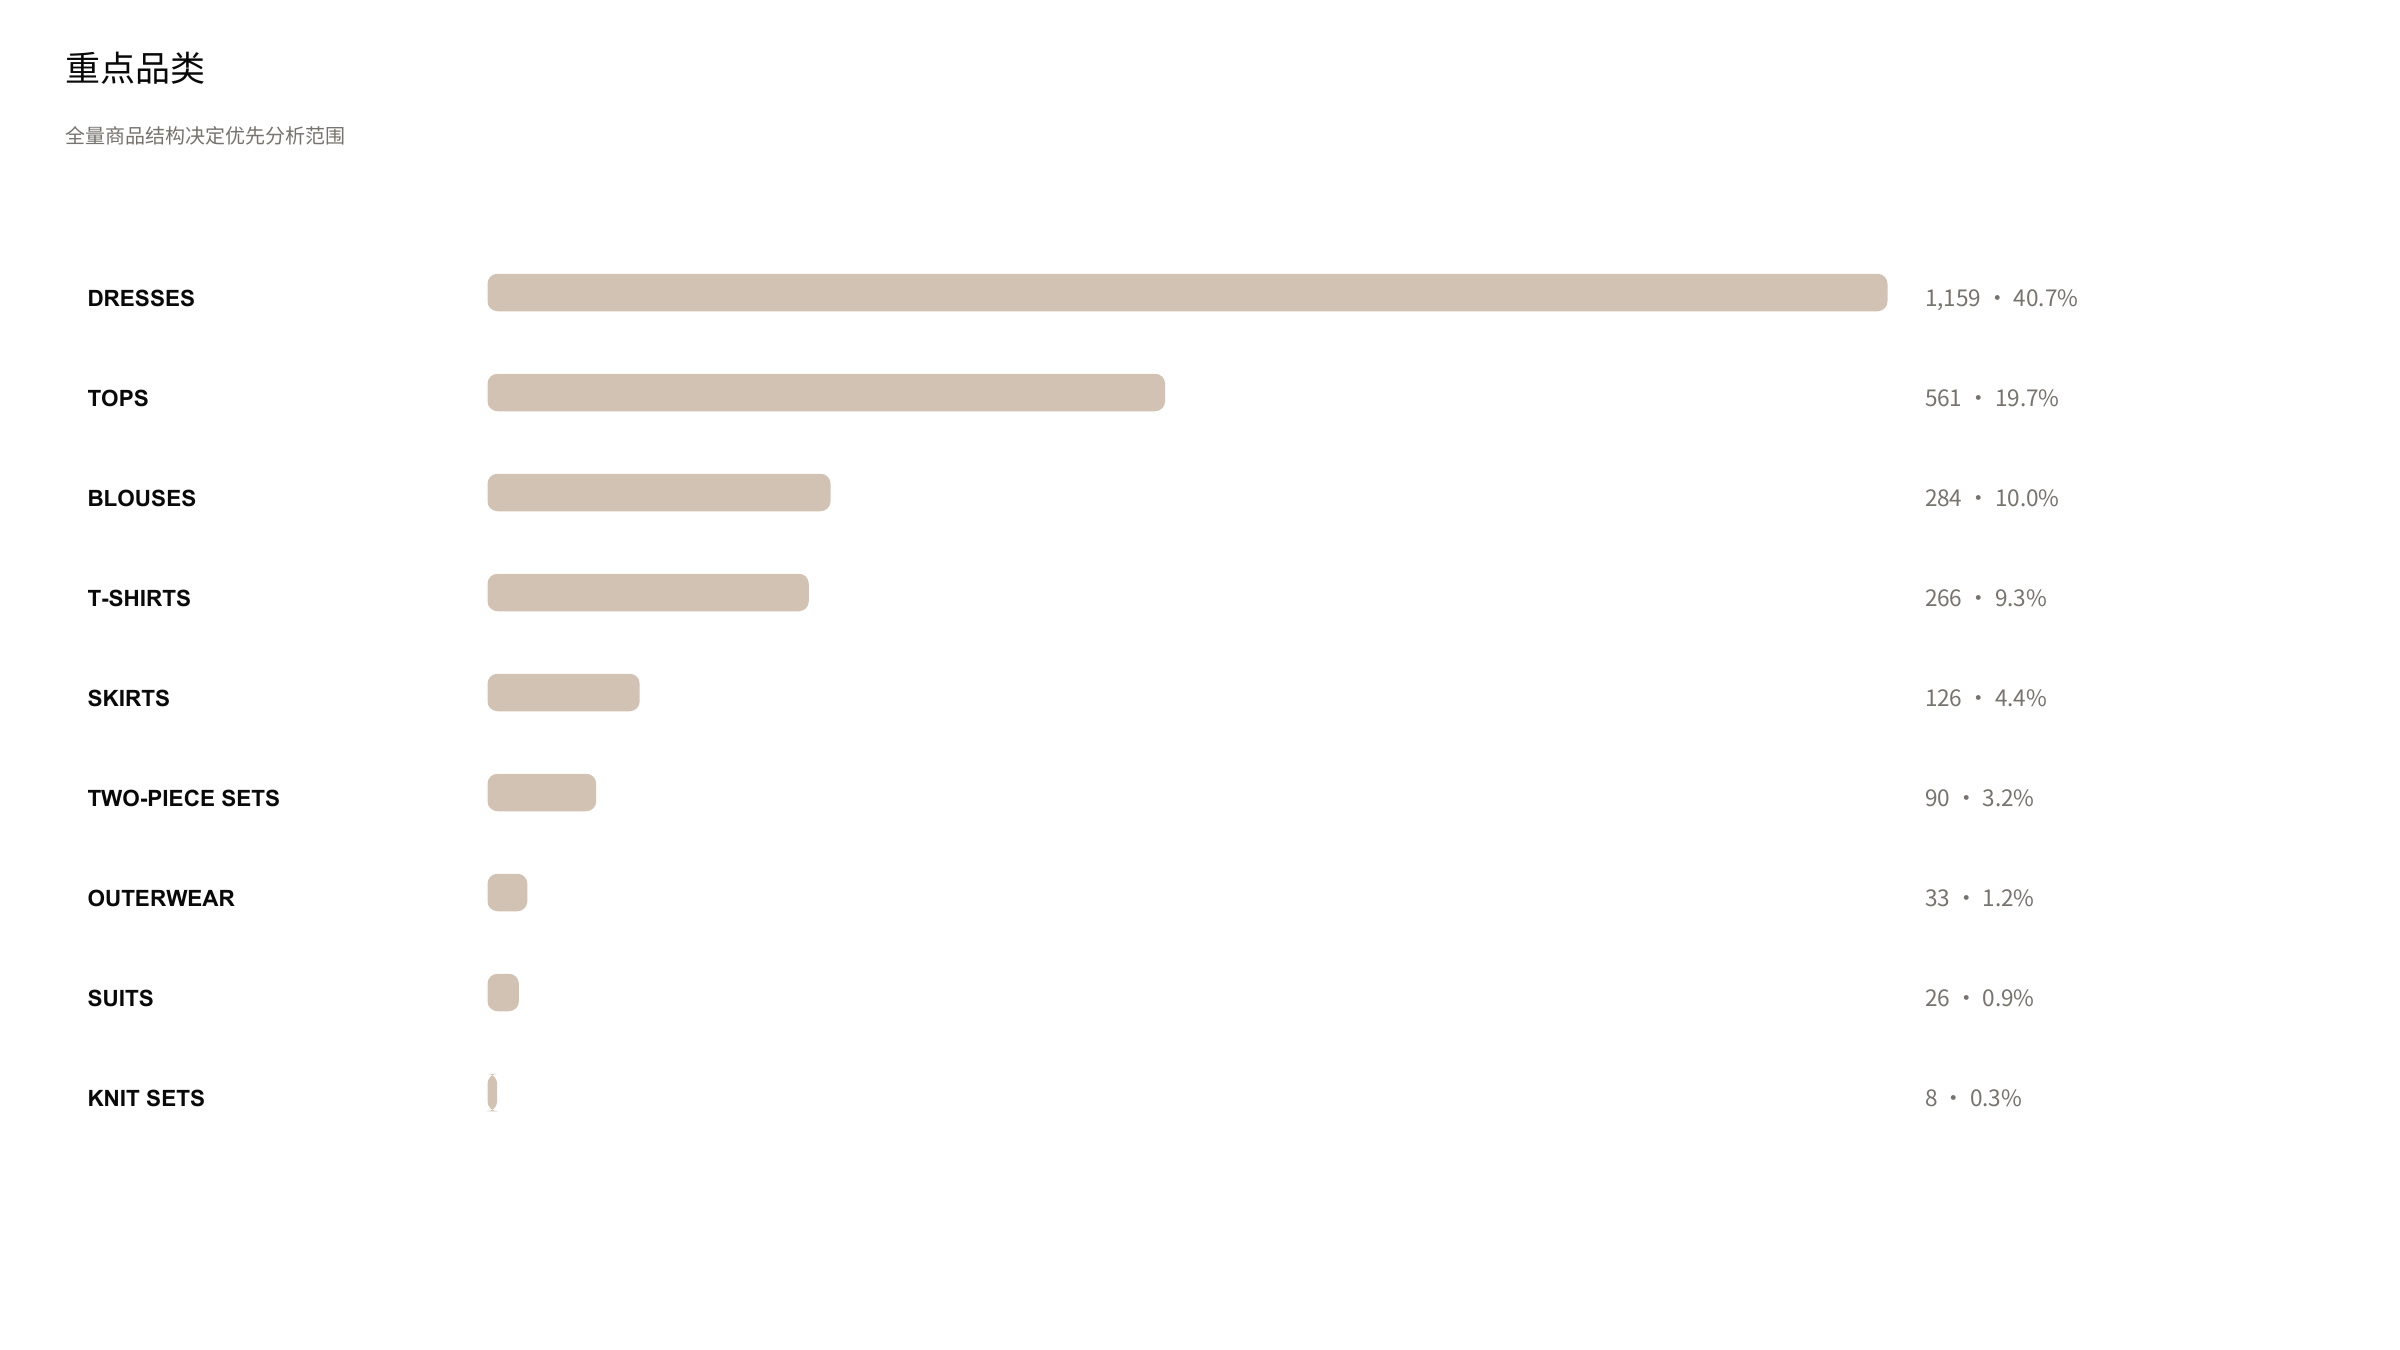 重点品类
全量商品结构决定优先分析范围
DRESSES 1,159 · 40.7%
TOPS 561 · 19.7%
BLOUSES 284 · 10.0%
T-SHIRTS 266 · 9.3%
SKIRTS 126 · 4.4%
TWO-PIECE SETS 90 · 3.2%
OUTERWEAR 33 · 1.2%
SUITS 26 · 0.9%
KNIT SETS 8 · 0.3%